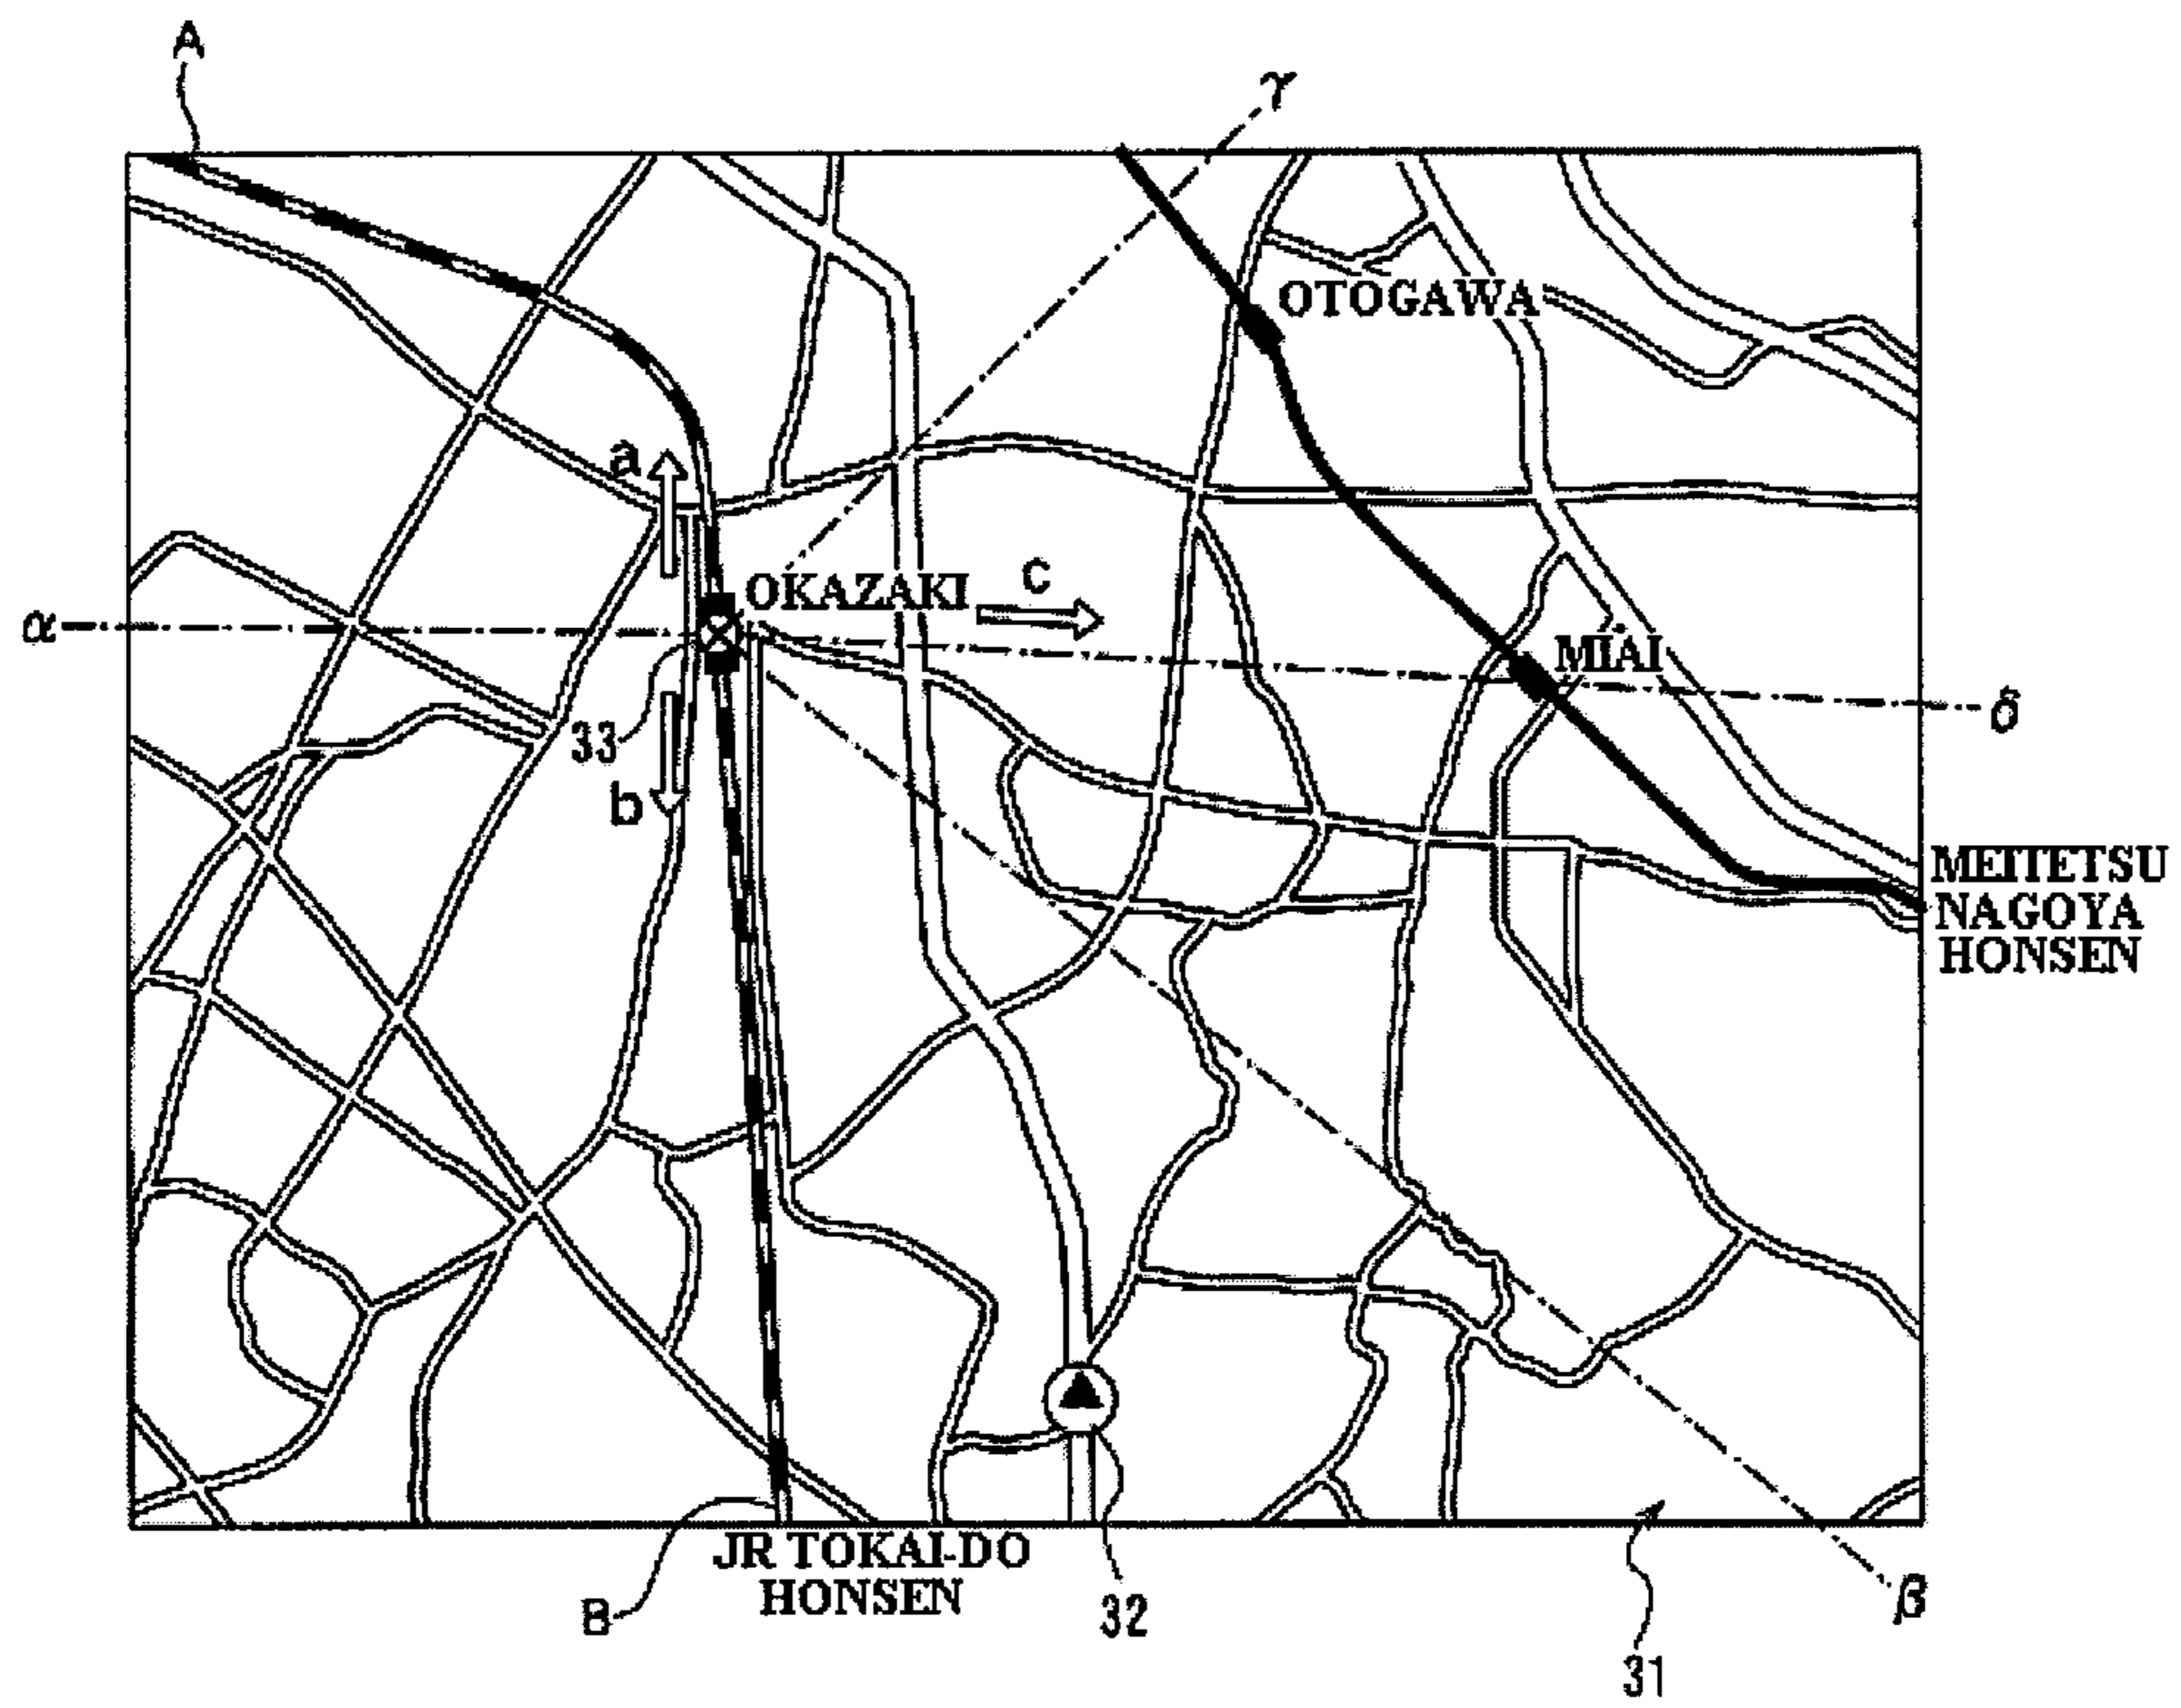 A
γ
OTOGAWA
a
OKAZAKI
c
α
MIAI
δ
33
b
MEITETSU
NAGOYA
HONSEN
JR TOKAI-DO
HONSEN
B
32
β
31